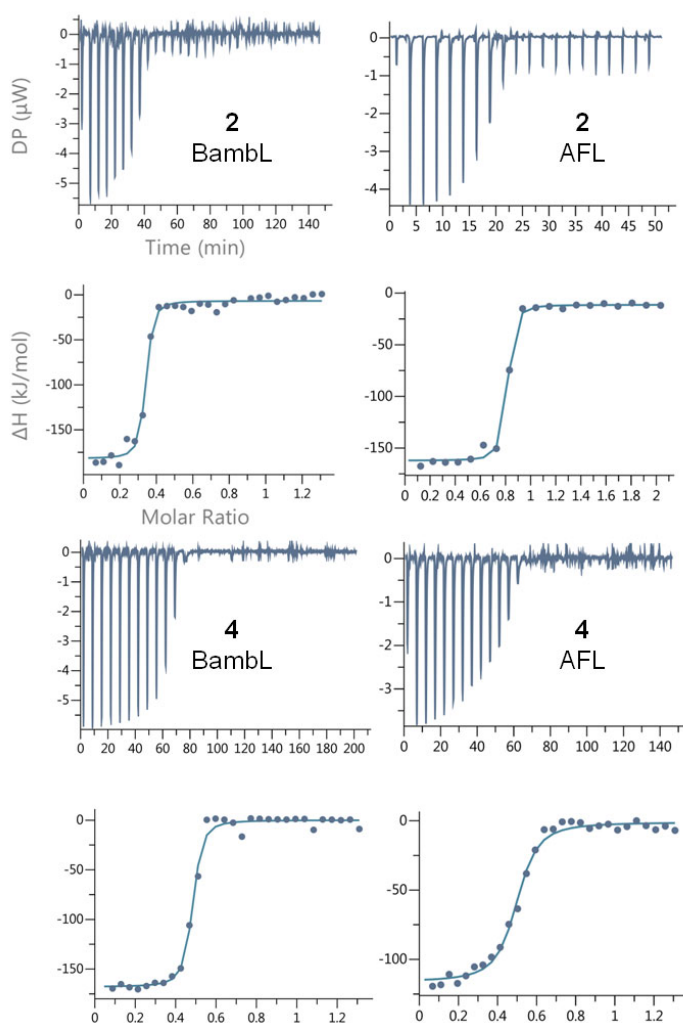 0
-1
-2
-3
-4
-5
DP (µW)
2
BambL
0 20 40 60 80 100 120 140
Time (min)
0
-1
-2
-3
-4
2
AFL
0 5 10 15 20 25 30 35 40 45 50
0
-50
-100
-150
ΔH (kJ/mol)
0 0.2 0.4 0.6 0.8 1 1.2
Molar Ratio
0
-50
-100
-150
0 0.2 0.4 0.6 0.8 1 1.2 1.4 1.6 1.8 2
0
-1
-2
-3
-4
-5
4
BambL
0 20 40 60 80 100 120 140 160 180 200
0
-1
-2
-3
4
AFL
0 20 40 60 80 100 120 140
0
-50
-100
-150
0 0.2 0.4 0.6 0.8 1 1.2
0
-50
-100
0 0.2 0.4 0.6 0.8 1 1.2